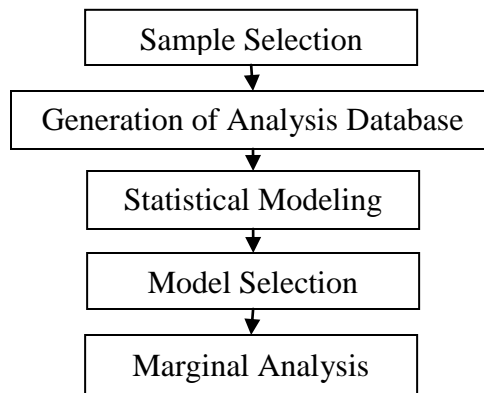 Sample Selection
Generation of Analysis Database
Statistical Modeling
Model Selection
Marginal Analysis